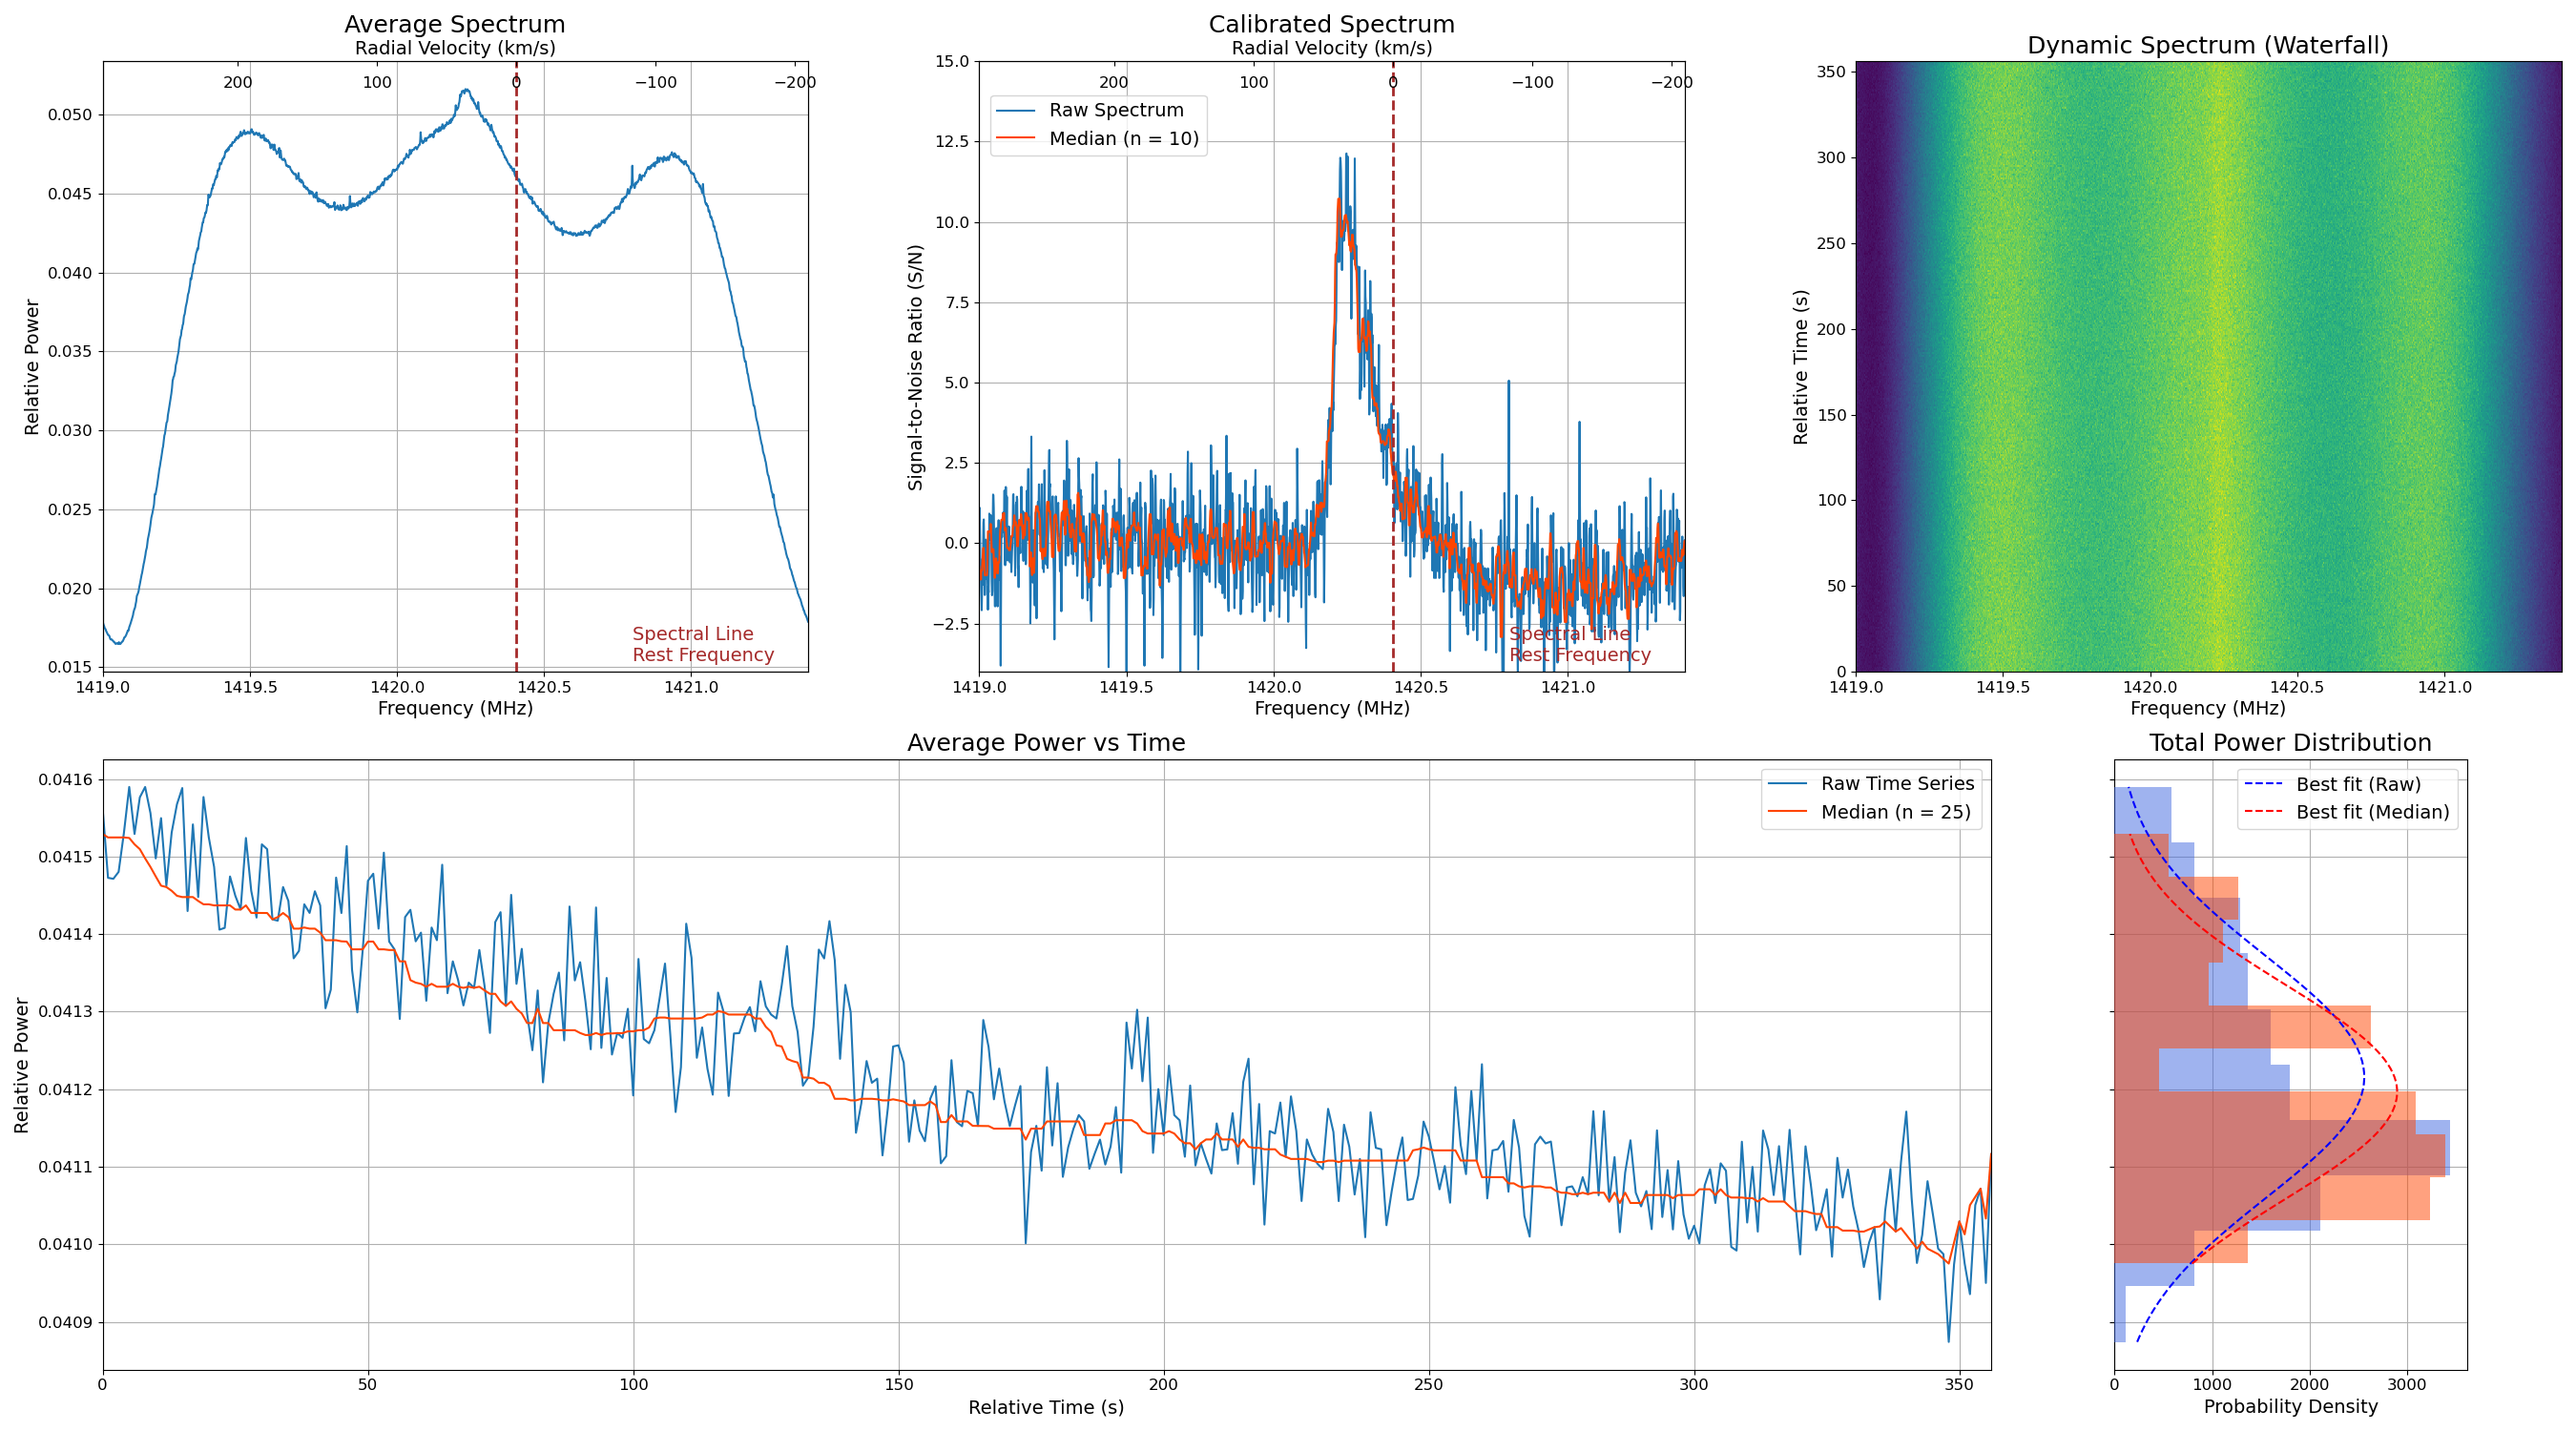 Average Spectrum
Radial Velocity (km/s)
200 100 0 −100 −200
0.050
0.045
0.040
0.035
0.030
0.025
0.020
0.015
Relative Power
Spectral Line
Rest Frequency
1419.0 1419.5 1420.0 1420.5 1421.0
Frequency (MHz)
Calibrated Spectrum
Radial Velocity (km/s)
200 100 0 −100 −200
Raw Spectrum
Median (n = 10)
15.0
12.5
10.0
7.5
5.0
2.5
0.0
−2.5
Signal-to-Noise Ratio (S/N)
Spectral Line
Rest Frequency
1419.0 1419.5 1420.0 1420.5 1421.0
Frequency (MHz)
Dynamic Spectrum (Waterfall)
350
300
250
200
150
100
50
0
Relative Time (s)
1419.0 1419.5 1420.0 1420.5 1421.0
Frequency (MHz)
Average Power vs Time
Raw Time Series
Median (n = 25)
0.0416
0.0415
0.0414
0.0413
0.0412
0.0411
0.0410
0.0409
Relative Power
0 50 100 150 200 250 300 350
Relative Time (s)
Total Power Distribution
Best fit (Raw)
Best fit (Median)
0 1000 2000 3000
Probability Density